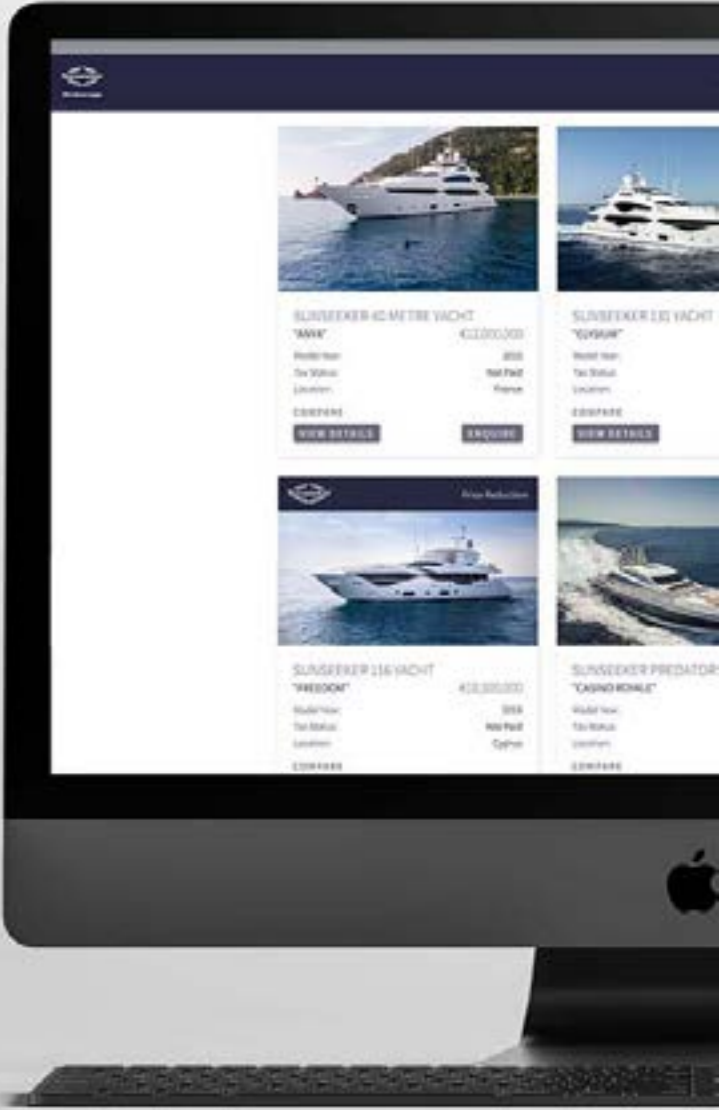 SUNSEEKER 40 METRE YACHT
"ANYA"
Model Year:
Tax Status: Not Paid
Location: France
COMPARE
VIEW DETAILS ENQUIRE
SUNSEEKER 131 YACHT
"ELYSIUM"
Model Year:
Tax Status:
Location:
COMPARE
VIEW DETAILS
Price Reduction
SUNSEEKER 116 YACHT
"FREEDOM"
Model Year:
Tax Status: Not Paid
Location: Cyprus
COMPARE
SUNSEEKER PREDATOR
"CASINO ROYALE"
Model Year:
Tax Status:
Location:
COMPARE